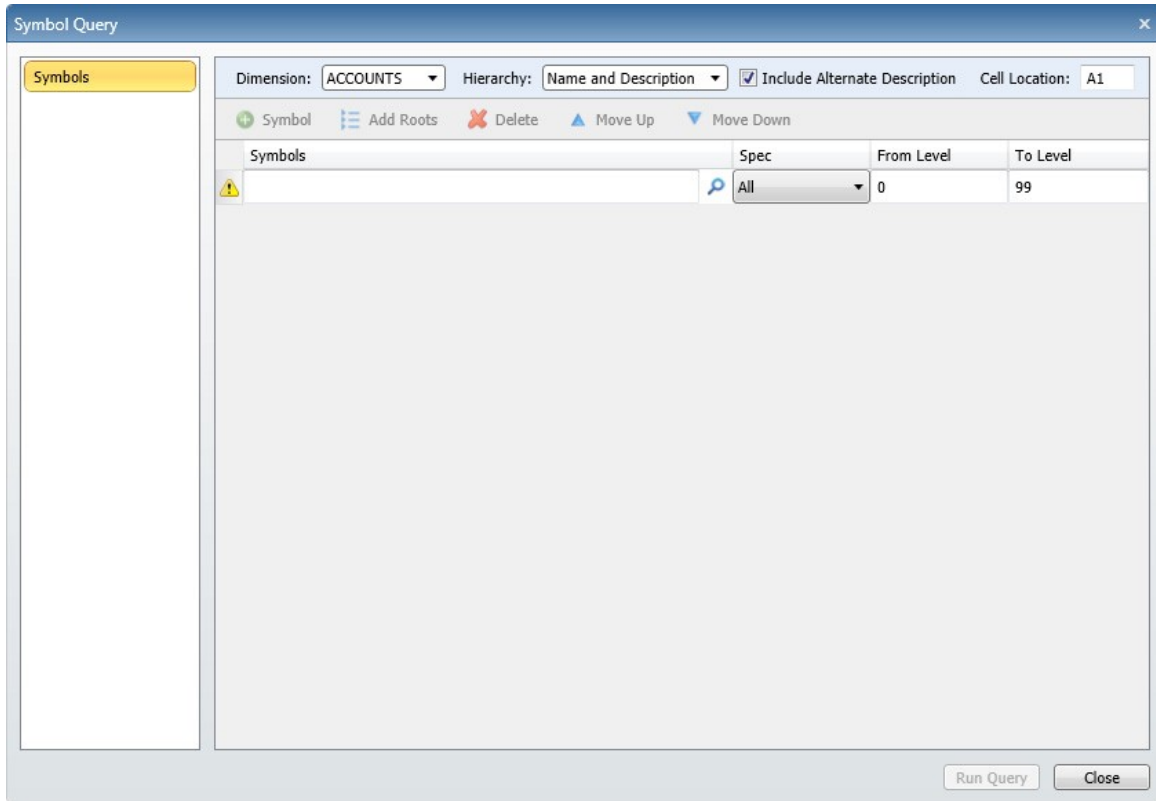 Symbol Query
Symbols
Dimension: ACCOUNTS Hierarchy: Name and Description Include Alternate Description Cell Location: A1
Symbol Add Roots Delete Move Up Move Down
Symbols Spec From Level To Level
All 0 99
Run Query Close